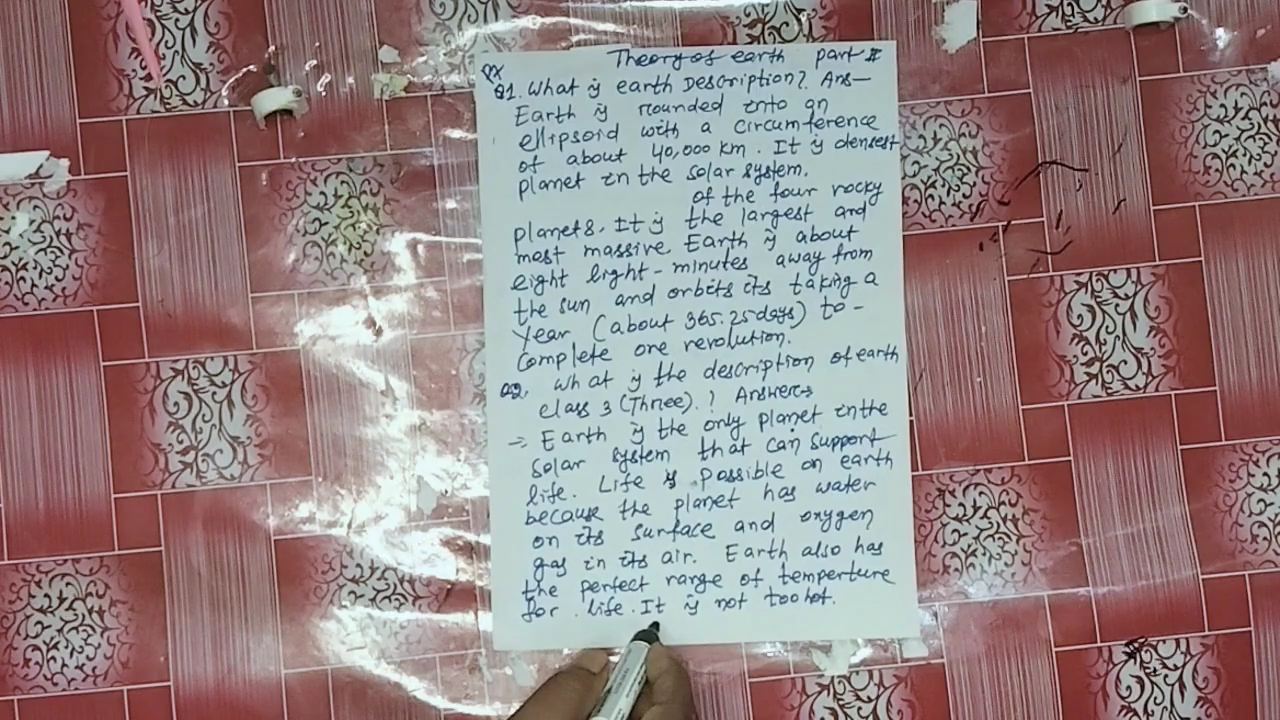 Theory of earth part II
Q1. What is earth Description? Ans—
Earth is rounded into an
ellipsoid with a circumference
of about 40,000 km. It is densest
planet in the solar system.
of the four rocky
planets. It is the largest and
most massive Earth is about
eight light-minutes away from
the sun and orbits its taking a
year (about 365.25 days) to-
complete one revolution.
Q2. What is the description of earth
class 3 (Three).? Answer→
→ Earth is the only planet in the
solar system that can support
life. Life is possible on earth
because the planet has water
on its surface and oxygen
gas in its air. Earth also has
the perfect range of temperture
for life. It is not too hot.